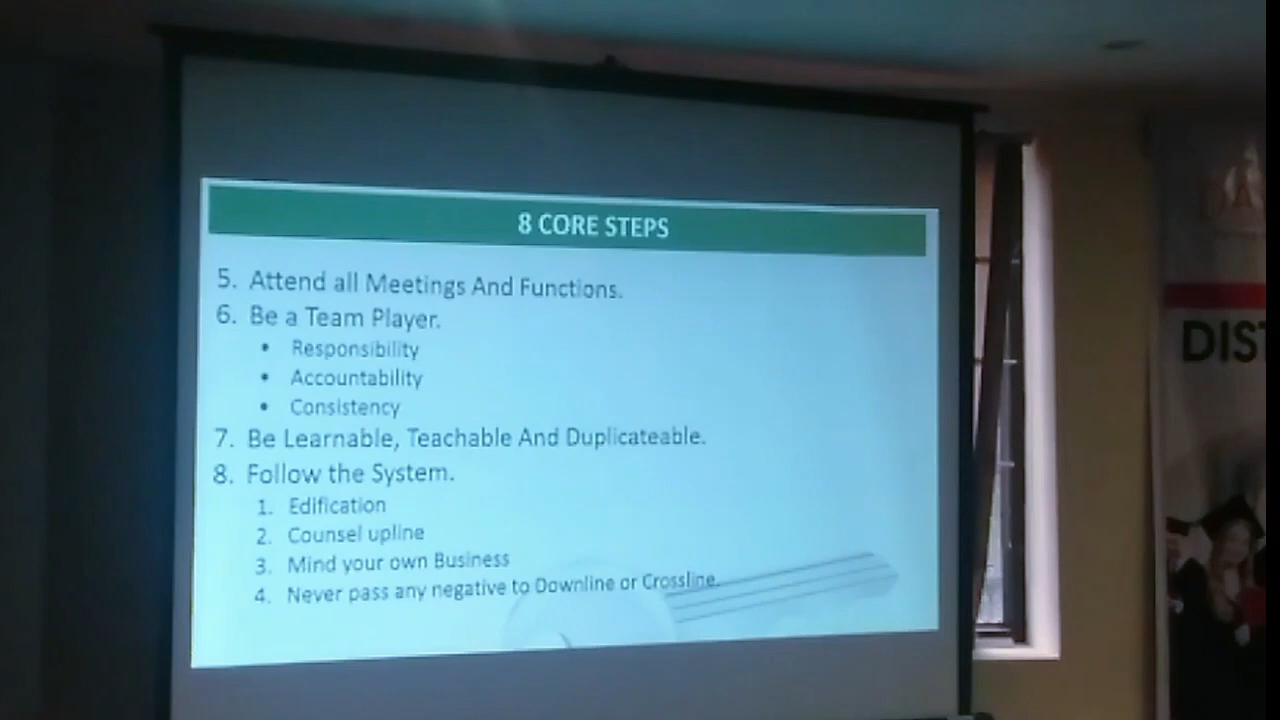 8 CORE STEPS
5. Attend all Meetings And Functions.
6. Be a Team Player.
• Responsibility
• Accountability
• Consistency
7. Be Learnable, Teachable And Duplicateable.
8. Follow the System.
1. Edification
2. Counsel upline
3. Mind your own Business
4. Never pass any negative to Downline or Crossline.
DIST